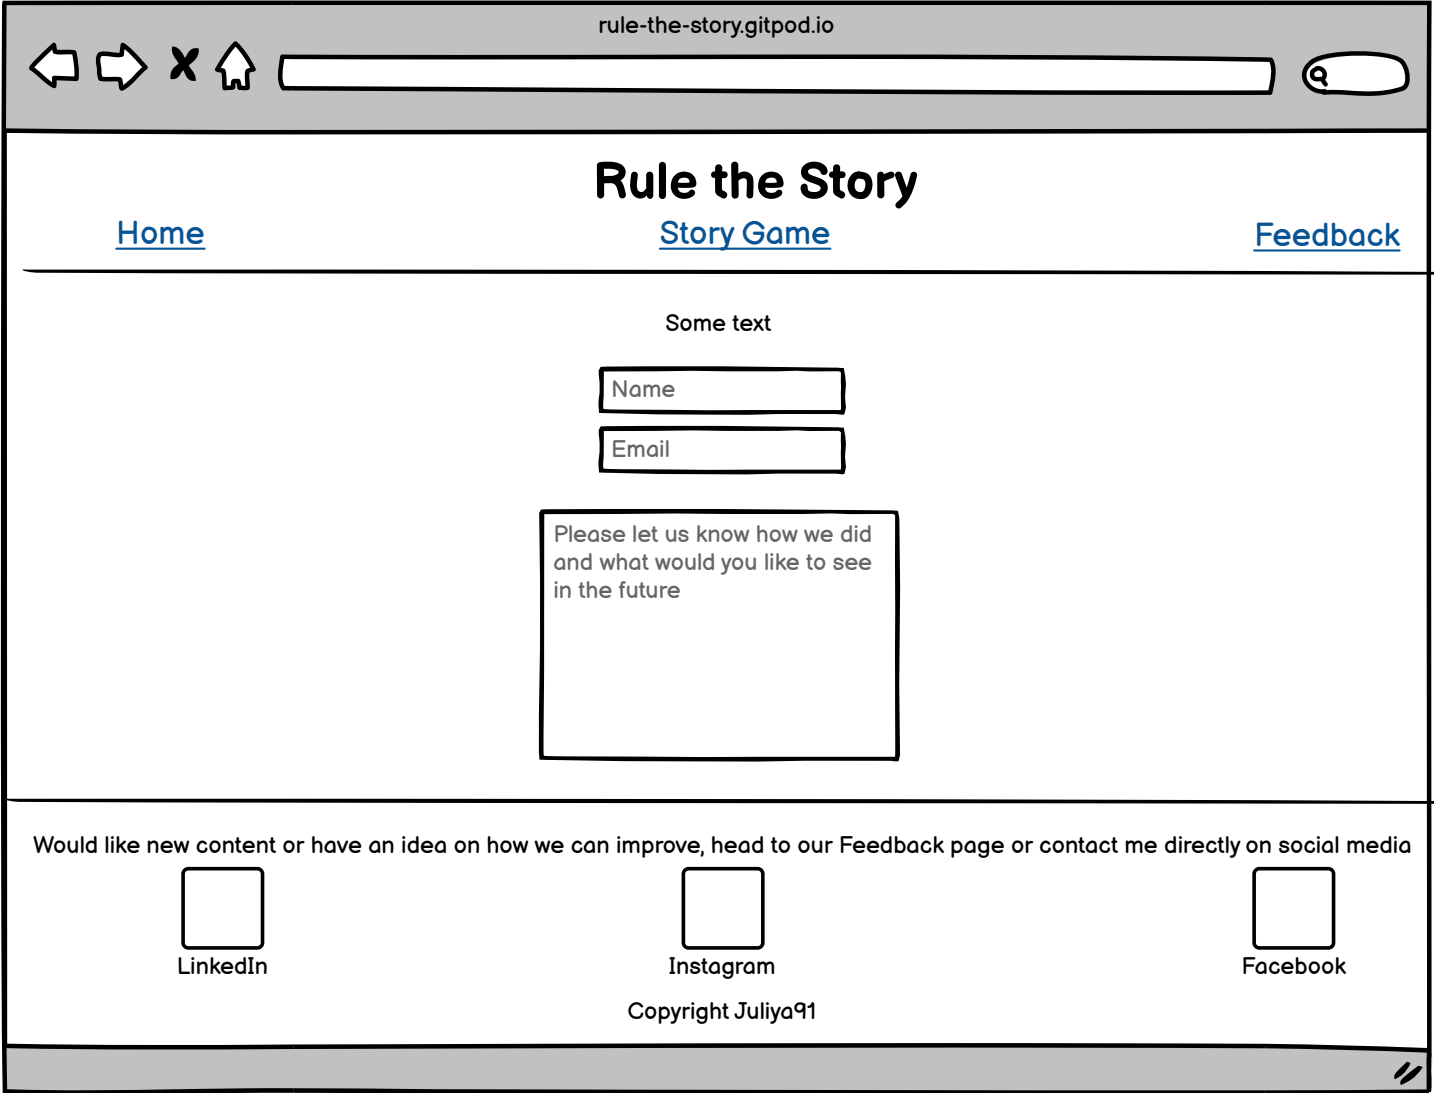 rule-the-story.gitpod.io
Rule the Story
Home Story Game Feedback
Some text
Name
Email
Please let us know how we did
and what would you like to see
in the future
Would like new content or have an idea on how we can improve, head to our Feedback page or contact me directly on social media
LinkedIn Instagram Facebook
Copyright Juliya91